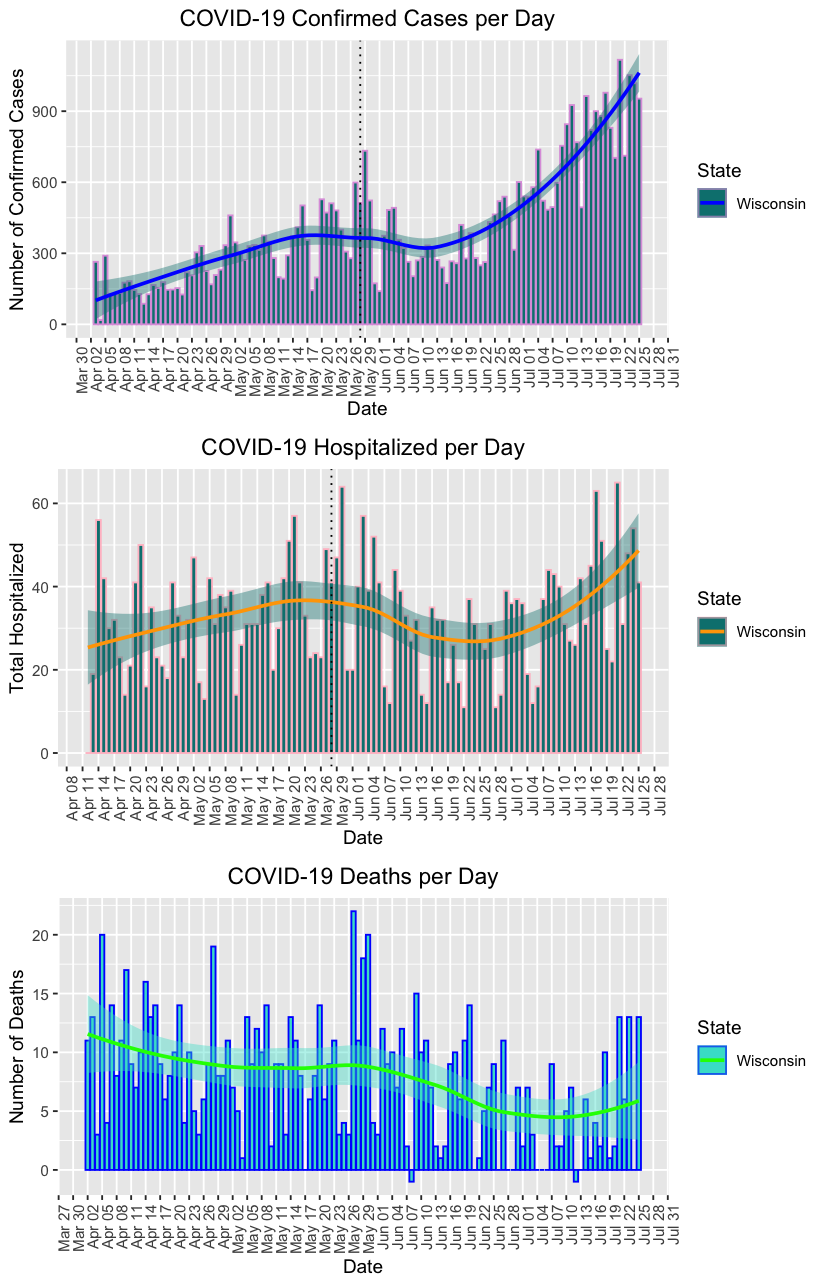 COVID-19 Confirmed Cases per Day
Number of Confirmed Cases
900
600
300
0
Mar 30
Apr 02
Apr 05
Apr 08
Apr 11
Apr 14
Apr 17
Apr 20
Apr 23
Apr 26
Apr 29
May 02
May 05
May 08
May 11
May 14
May 17
May 20
May 23
May 26
May 29
Jun 01
Jun 04
Jun 07
Jun 10
Jun 13
Jun 16
Jun 19
Jun 22
Jun 25
Jun 28
Jul 01
Jul 04
Jul 07
Jul 10
Jul 13
Jul 16
Jul 19
Jul 22
Jul 25
Jul 28
Jul 31
Date
State
Wisconsin
COVID-19 Hospitalized per Day
Total Hospitalized
60
40
20
0
Apr 08
Apr 11
Apr 14
Apr 17
Apr 20
Apr 23
Apr 26
Apr 29
May 02
May 05
May 08
May 11
May 14
May 17
May 20
May 23
May 26
May 29
Jun 01
Jun 04
Jun 07
Jun 10
Jun 13
Jun 16
Jun 19
Jun 22
Jun 25
Jun 28
Jul 01
Jul 04
Jul 07
Jul 10
Jul 13
Jul 16
Jul 19
Jul 22
Jul 25
Jul 28
Date
State
Wisconsin
COVID-19 Deaths per Day
Number of Deaths
20
15
10
5
0
Mar 27
Mar 30
Apr 02
Apr 05
Apr 08
Apr 11
Apr 14
Apr 17
Apr 20
Apr 23
Apr 26
Apr 29
May 02
May 05
May 08
May 11
May 14
May 17
May 20
May 23
May 26
May 29
Jun 01
Jun 04
Jun 07
Jun 10
Jun 13
Jun 16
Jun 19
Jun 22
Jun 25
Jun 28
Jul 01
Jul 04
Jul 07
Jul 10
Jul 13
Jul 16
Jul 19
Jul 22
Jul 25
Jul 28
Jul 31
Date
State
Wisconsin